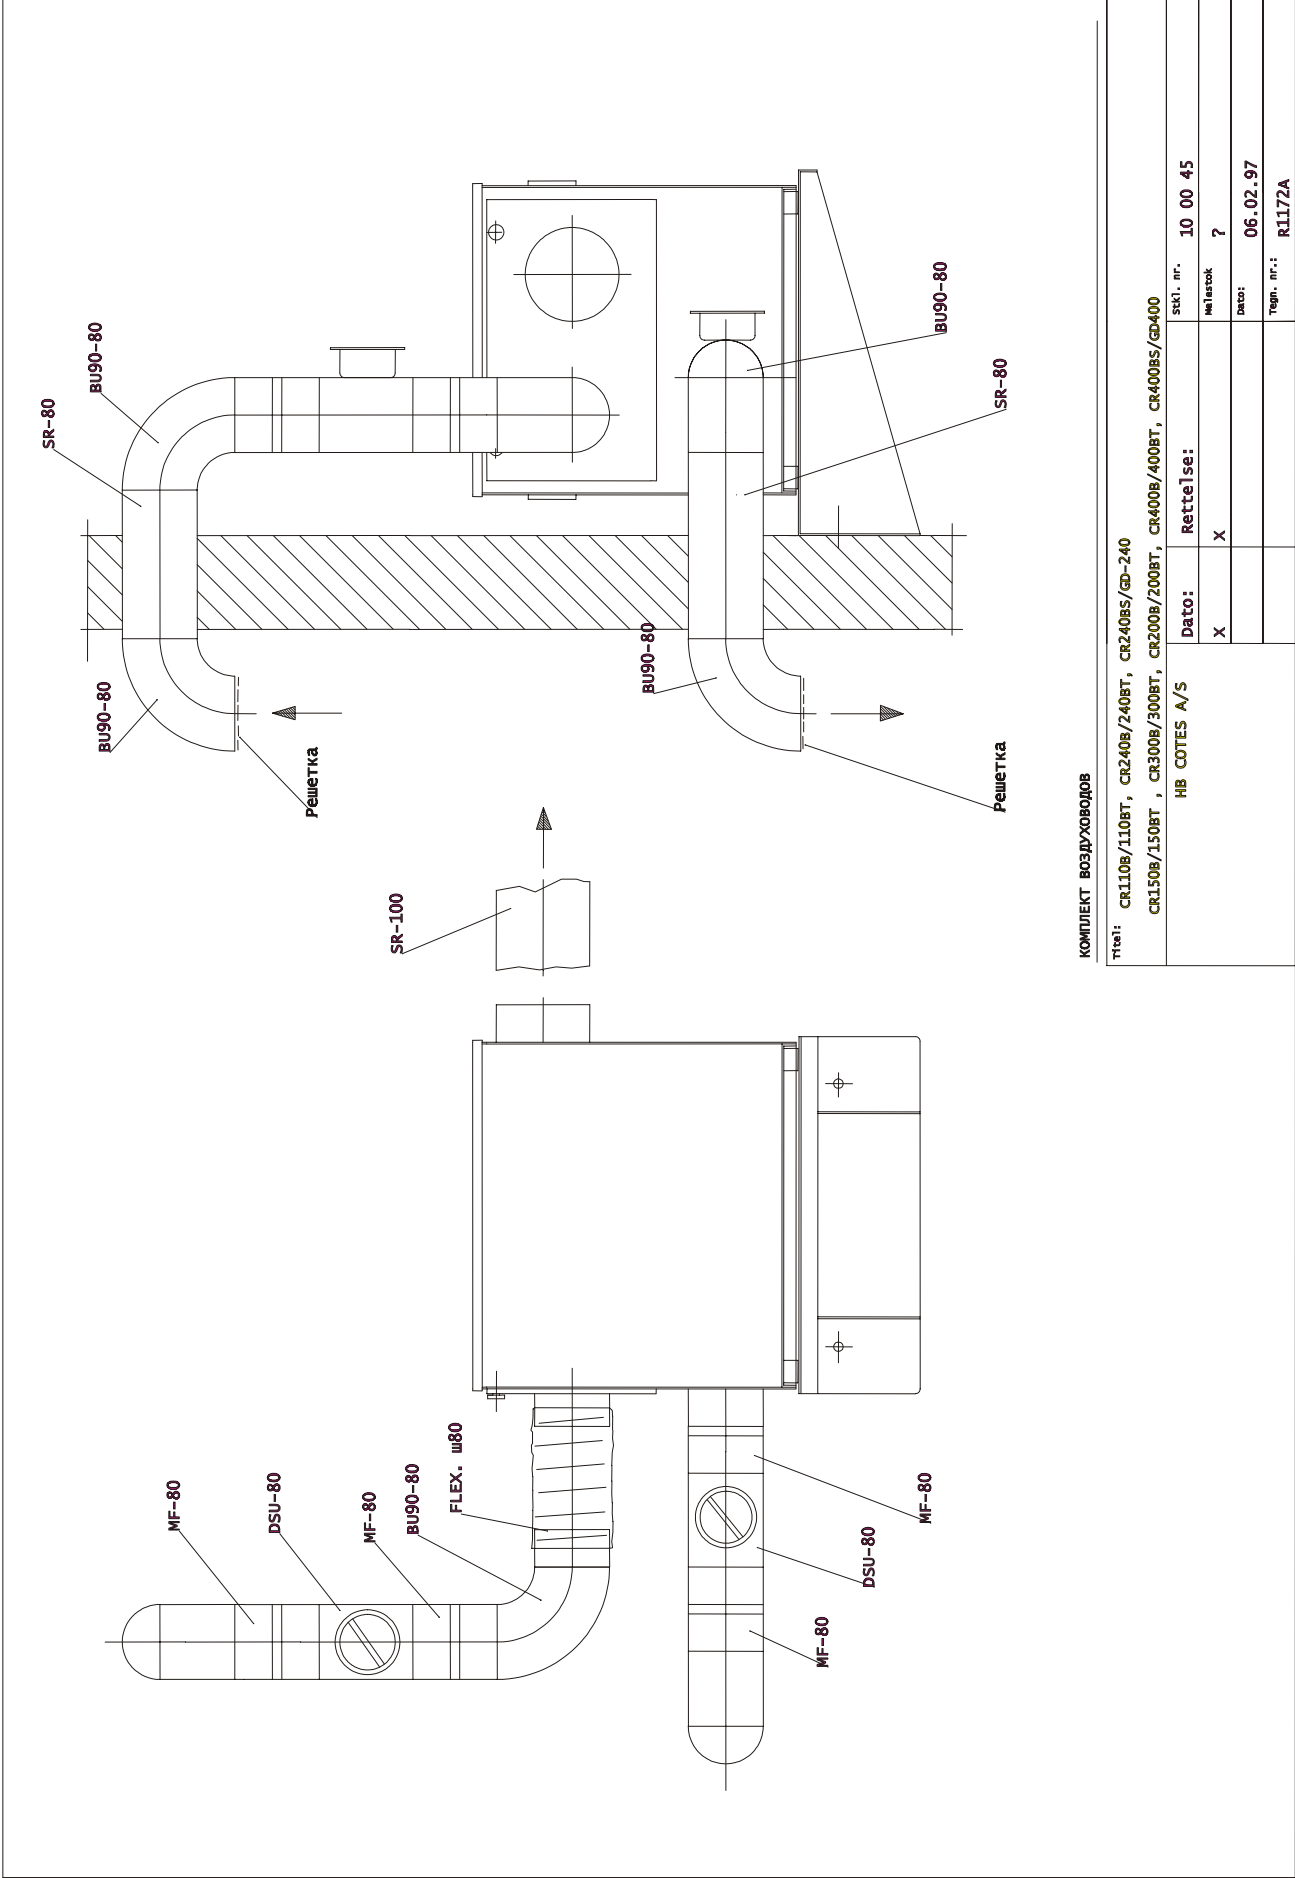 MF-80
DSU-80
MF-80
BU90-80
FLEX. ш80
MF-80
DSU-80
MF-80
SR-100
SR-80
BU90-80
BU90-80
Решетка
BU90-80
SR-80
BU90-80
Решетка
КОМПЛЕКТ ВОЗДУХОВОДОВ
Titel:
CR110B/110BT, CR240B/240BT, CR240BS/GD-240
CR150B/150BT , CR300B/300BT, CR200B/200BT, CR400B/400BT, CR400BS/GD400
HB COTES A/S
Dato:
Rettelse:
X
X
Stkl. nr.
10 00 45
Malestok
?
Dato:
06.02.97
Tegn. nr.:
R1172A